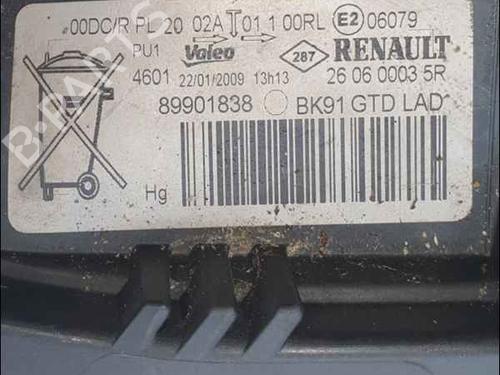 00DC/R PL 20 02A 01 1 00RL E2 06079
PU1 Valeo 287 RENAULT
4601 22/01/2009 13h13 26 06 0003 5R
89901838 BK91 GTD LAD
Hg
B-PARTS